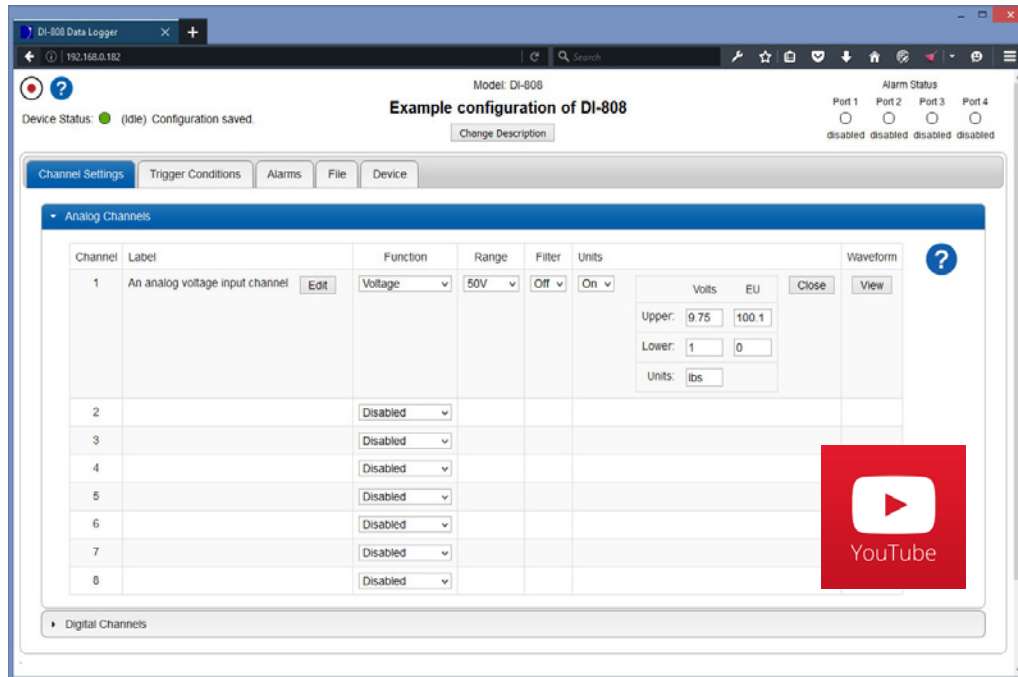 DI-808 Data Logger
192.168.0.182
Search
Model: DI-808
Example configuration of DI-808
Change Description
Device Status: (Idle) Configuration saved.
Alarm Status
Port 1 Port 2 Port 3 Port 4
disabled disabled disabled disabled
Channel Settings Trigger Conditions Alarms File Device
Analog Channels
Channel Label Function Range Filter Units Waveform
1 An analog voltage input channel Edit Voltage 50V Off On Volts EU Close View
Upper: 9.75 100.1
Lower: 1 0
Units: lbs
2 Disabled
3 Disabled
4 Disabled
5 Disabled
6 Disabled
7 Disabled
8 Disabled
YouTube
Digital Channels